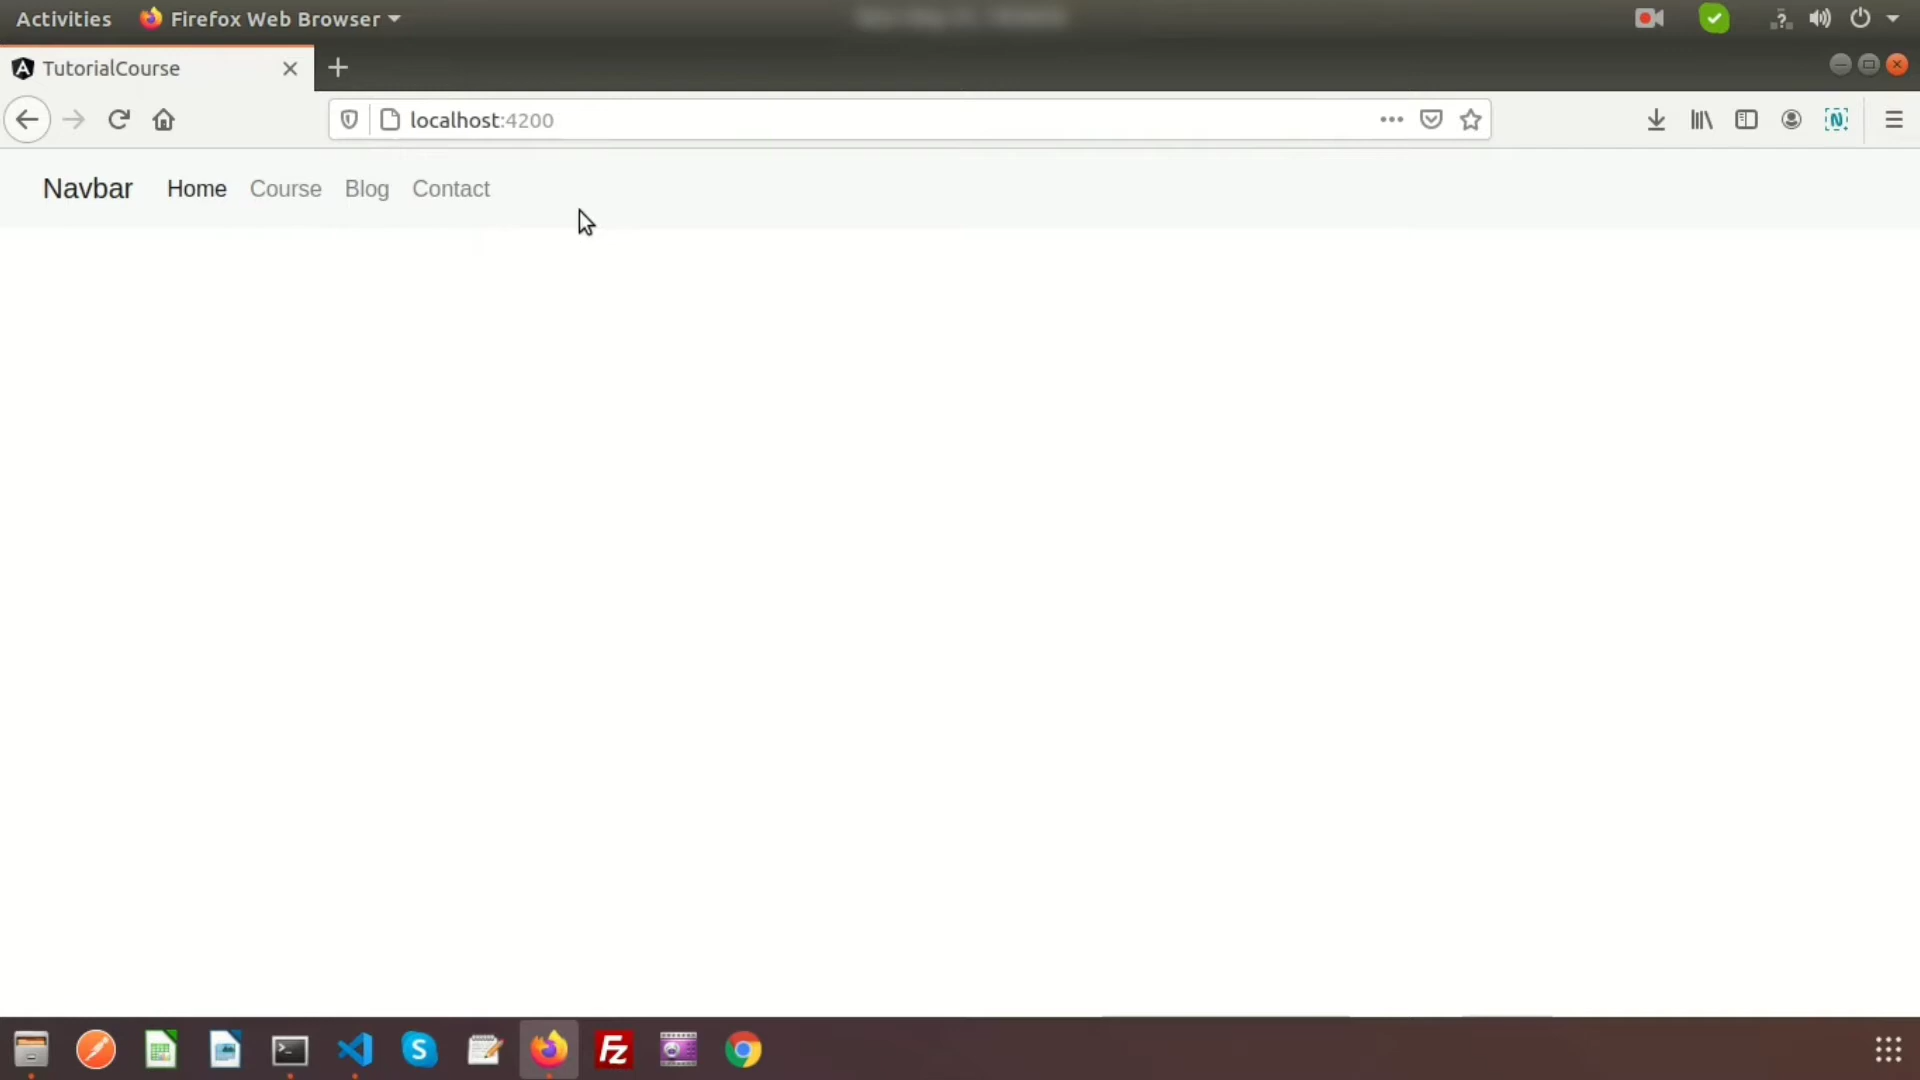 Activities Firefox Web Browser
TutorialCourse
localhost:4200
Navbar Home Course Blog Contact